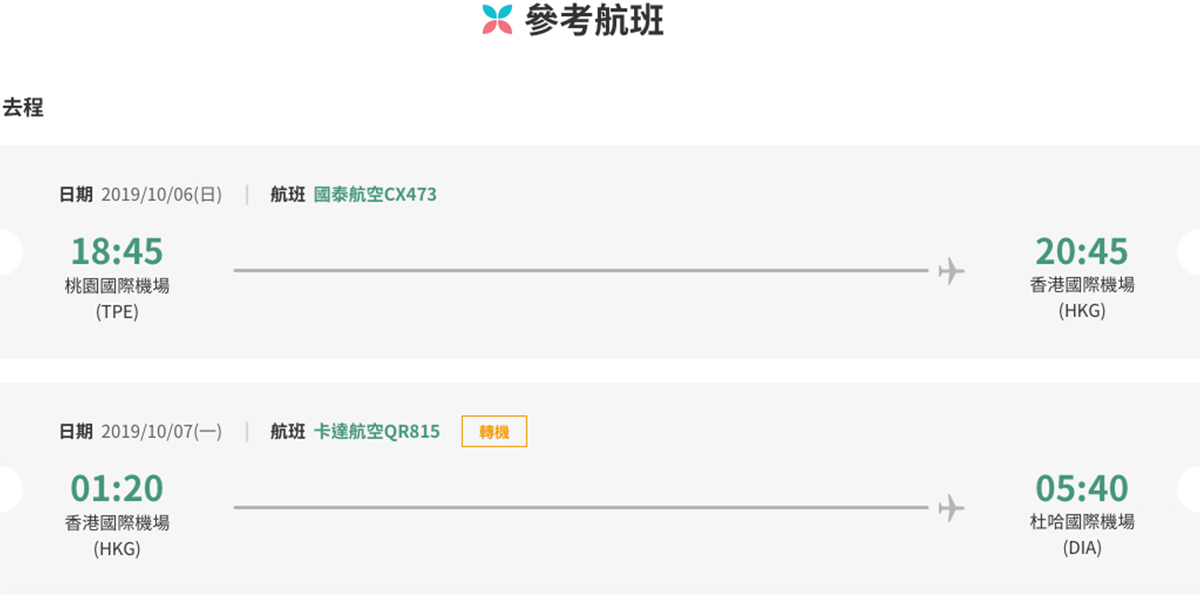 參考航班
去程
日期 2019/10/06(日) | 航班 國泰航空CX473
18:45 20:45
桃園國際機場 香港國際機場
(TPE) (HKG)
日期 2019/10/07(一) | 航班 卡達航空QR815 轉機
01:20 05:40
香港國際機場 杜哈國際機場
(HKG) (DIA)